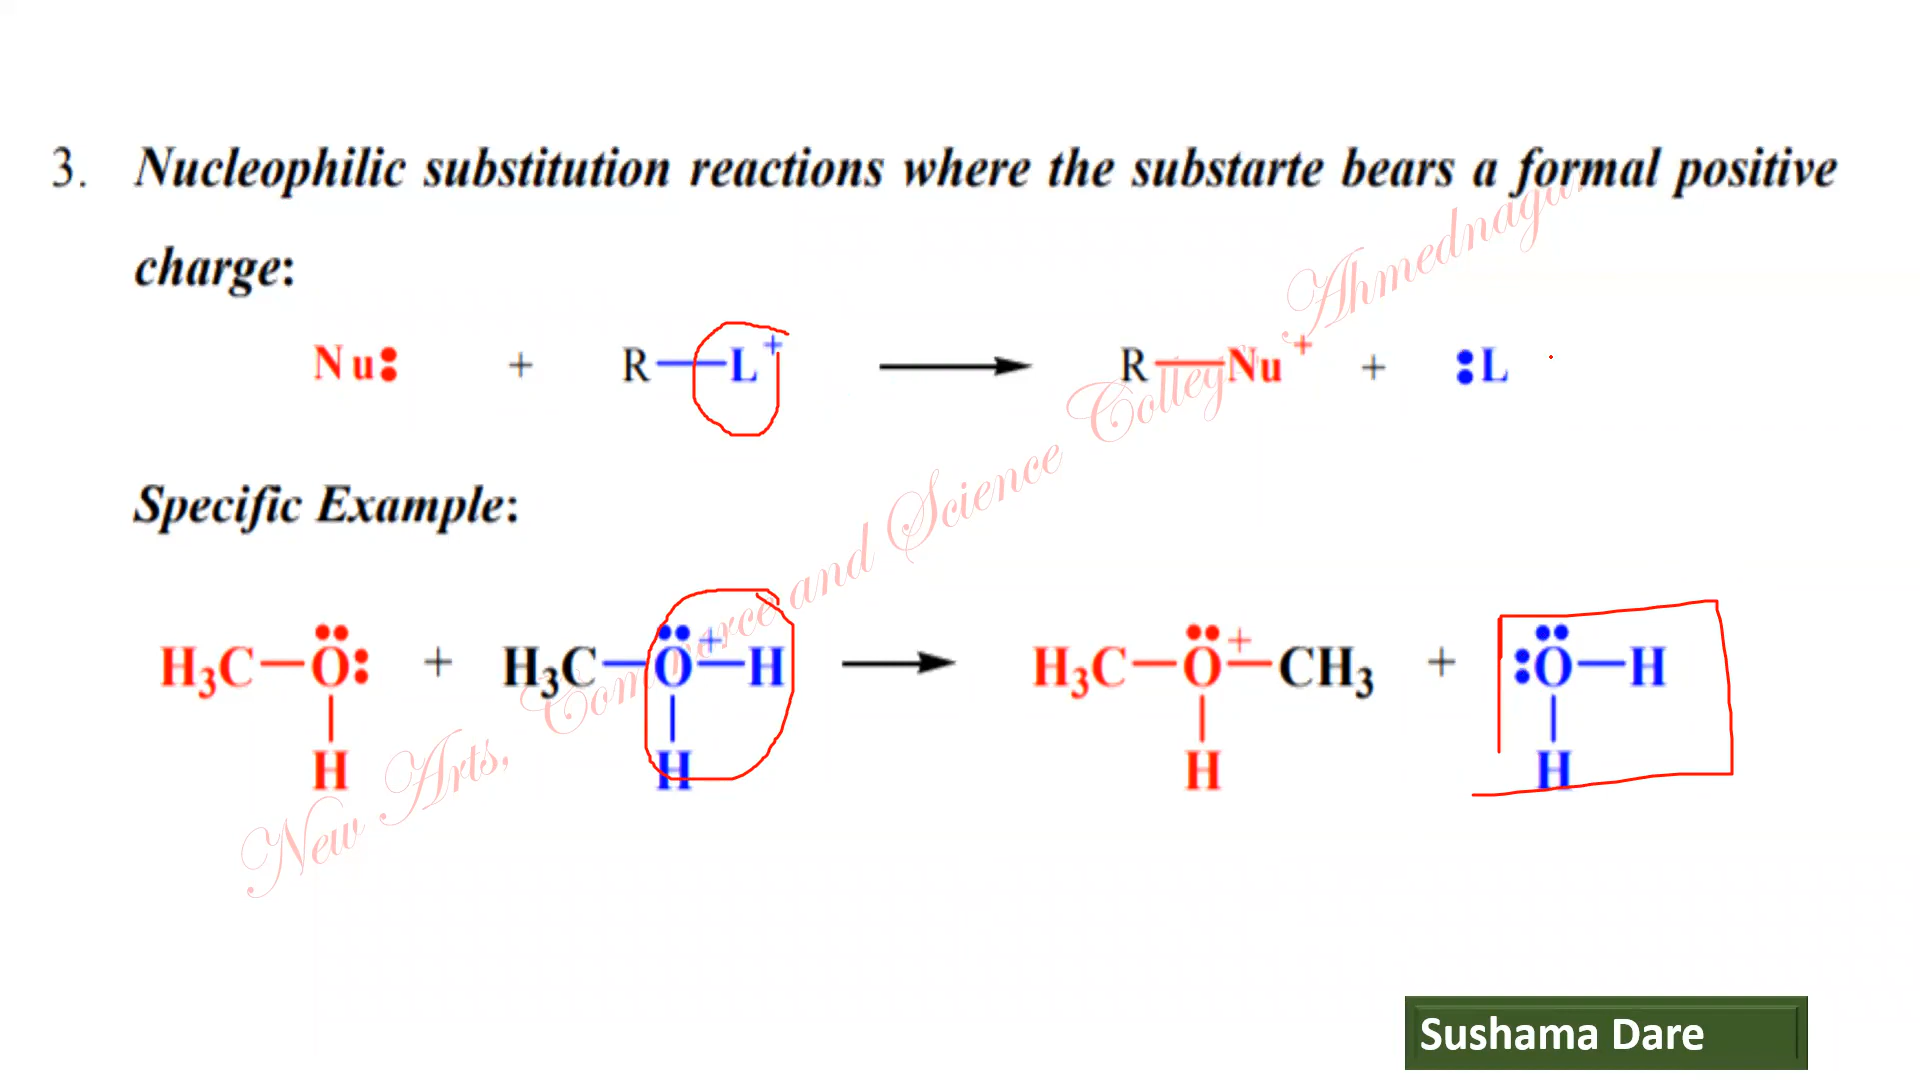 3. Nucleophilic substitution reactions where the substarte bears a formal positive
charge:
Nu: + R—L+ ⟶ R—Nu+ + :L
Specific Example:
H₃C—Ö: + H₃C—Ö+—H ⟶ H₃C—Ö+—CH₃ + :Ö—H
H H H H
New Arts, Commerce and Science College Ahmednagar
Sushama Dare